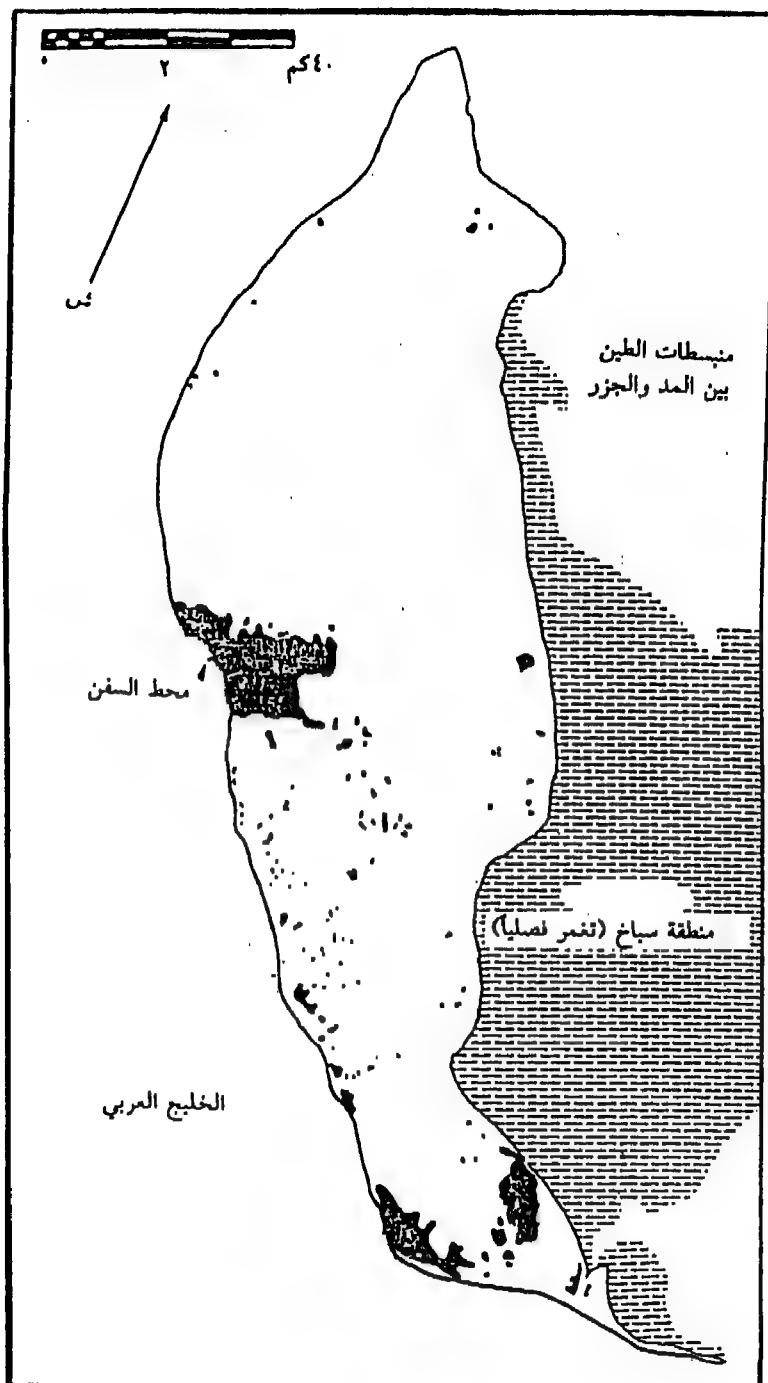 ٠ ٢ ٤٠كم
ش
منبسطات الطين
بين المد والجزر
محط السفن
منطقة سباخ (تغمر فصلياً)
الخليج العربي